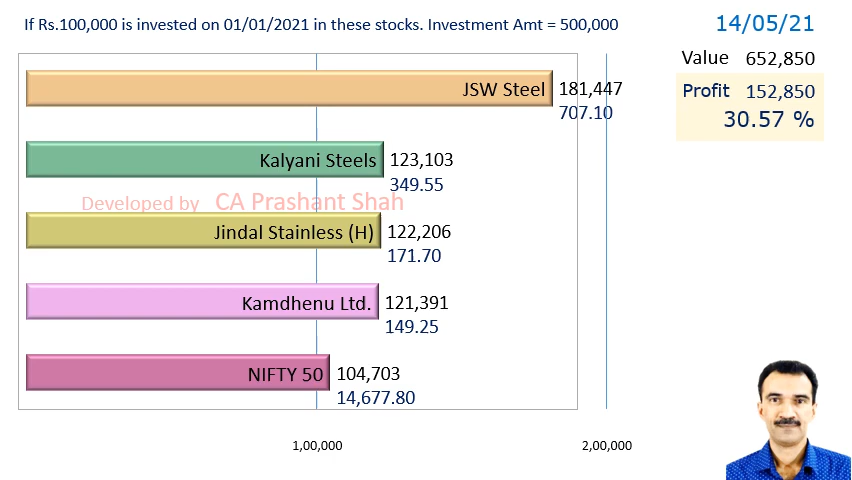 If Rs.100,000 is invested on 01/01/2021 in these stocks. Investment Amt = 500,000
14/05/21
Value 652,850
Profit 152,850
30.57 %
JSW Steel 181,447
707.10
Kalyani Steels 123,103
349.55
Developed by CA Prashant Shah
Jindal Stainless (H) 122,206
171.70
Kamdhenu Ltd. 121,391
149.25
NIFTY 50 104,703
14,677.80
1,00,000 2,00,000